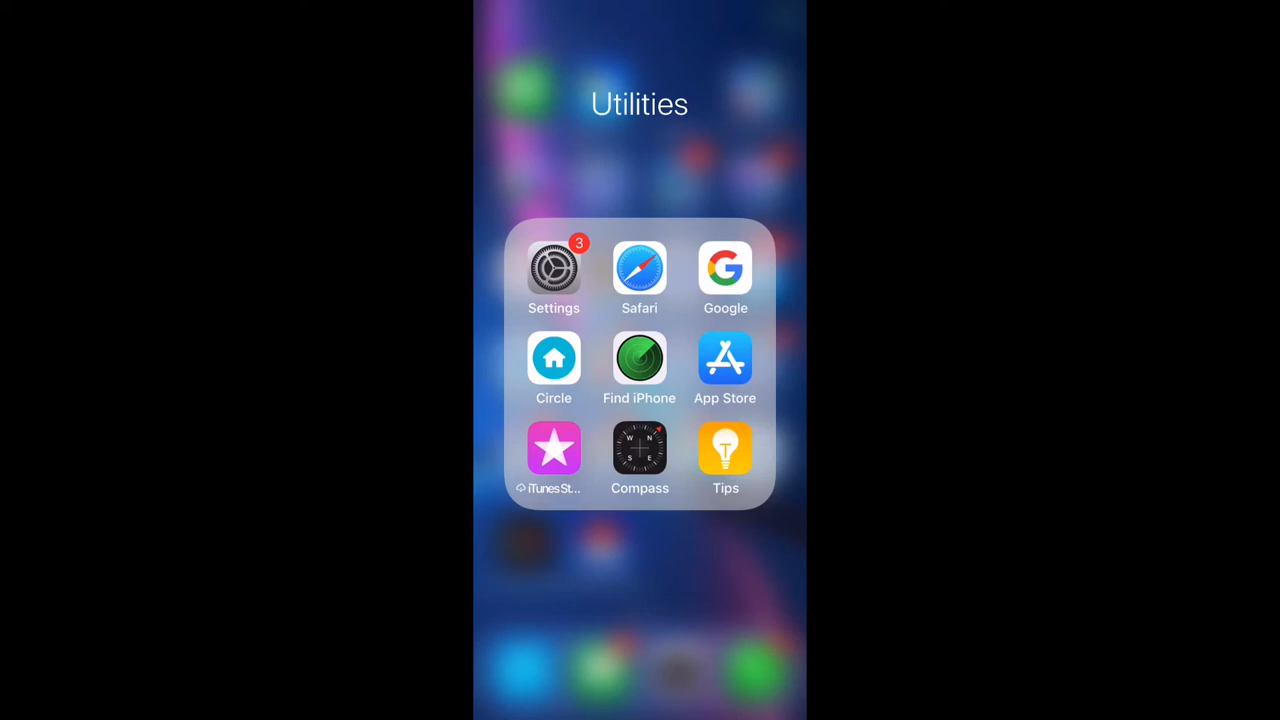 Utilities
3
Settings
Safari
Google
Circle
Find iPhone
App Store
W N
S E
iTunes St...
Compass
Tips